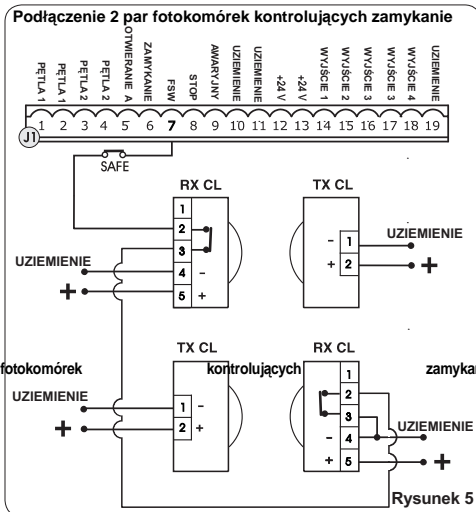 Podłączenie 2 par fotokomórek kontrolujących zamykanie
PĘTLA 1
PĘTLA 1
PĘTLA 2
PĘTLA 2
OTWIERANIE A
ZAMYKANIE
FSW
STOP
AWARYJNY
UZIEMIENIE
UZIEMIENIE
+24 V
+24 V
WYJŚCIE 1
WYJŚCIE 2
WYJŚCIE 3
WYJŚCIE 3
WYJŚCIE 4
UZIEMIENIE
1 2 3 4 5 6 7 8 9 10 11 12 13 14 15 16 17 18 19
J1
SAFE
RX CL
TX CL
1
2
3
4 -
5 +
UZIEMIENIE
+
- 1
+ 2
UZIEMIENIE
+
TX CL
RX CL
fotokomórek kontrolujących zamykan
UZIEMIENIE
+
1 -
2 +
1
2
3
- 4
+ 5
UZIEMIENIE
+
Rysunek 5